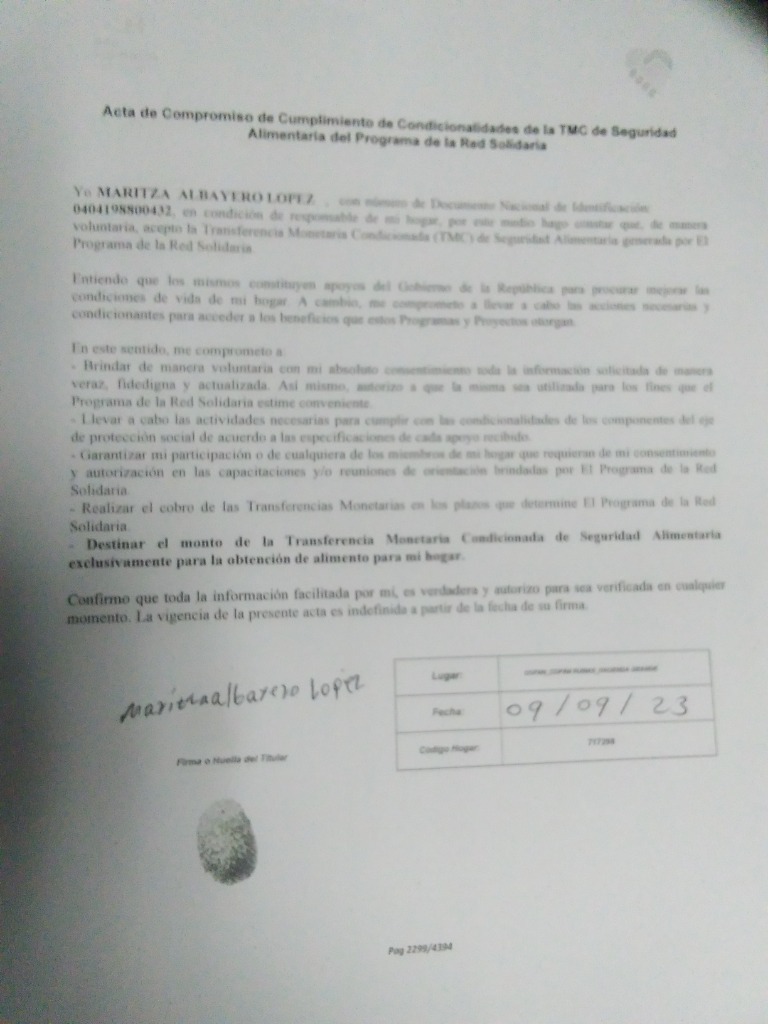 Acta de Compromiso de Cumplimiento de Condicionalidades de la TMC de Seguridad
Alimentaria del Programa de la Red Solidaria
Yo MARITZA ALBAYERO LOPEZ , con número de Documento Nacional de Identificación:
0404198800432, en condición de responsable de mi hogar, por este medio hago constar que, de manera
voluntaria, acepto la Transferencia Monetaria Condicionada (TMC) de Seguridad Alimentaria generada por El
Programa de la Red Solidaria.
Entiendo que los mismos constituyen apoyos del Gobierno de la República para procurar mejorar las
condiciones de vida de mi hogar. A cambio, me comprometo a llevar a cabo las acciones necesarias y
condicionantes para acceder a los beneficios que estos Programas y Proyectos otorgan.
En este sentido, me comprometo a:
- Brindar de manera voluntaria con mi absoluto consentimiento toda la información solicitada de manera
veraz, fidedigna y actualizada. Así mismo, autorizo a que la misma sea utilizada para los fines que el
Programa de la Red Solidaria estime conveniente.
- Llevar a cabo las actividades necesarias para cumplir con las condicionalidades de los componentes del eje
de protección social de acuerdo a las especificaciones de cada apoyo recibido.
- Garantizar mi participación o de cualquiera de los miembros de mi hogar que requieran de mi consentimiento
y autorización en las capacitaciones y/o reuniones de orientación brindadas por El Programa de la Red
Solidaria.
- Realizar el cobro de las Transferencias Monetarias en los plazos que determine El Programa de la Red
Solidaria.
- Destinar el monto de la Transferencia Monetaria Condicionada de Seguridad Alimentaria
exclusivamente para la obtención de alimento para mi hogar.
Confirmo que toda la información facilitada por mí, es verdadera y autorizo para sea verificada en cualquier
momento. La vigencia de la presente acta es indefinida a partir de la fecha de su firma.
Maritza albayero Lopez
Firma o Huella del Titular
Lugar:
Fecha: 09/09/23
Código Hogar: 717298
Pag 2299/4394